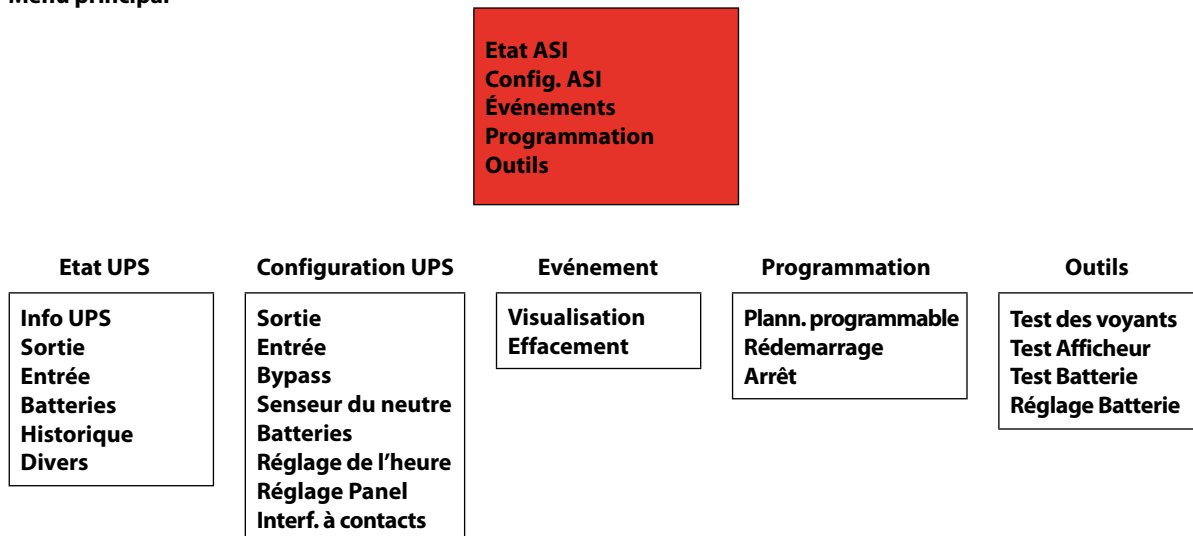 Menu principal
Etat ASI
Config. ASI
Événements
Programmation
Outils
Etat UPS
Info UPS
Sortie
Entrée
Batteries
Historique
Divers
Configuration UPS
Sortie
Entrée
Bypass
Senseur du neutre
Batteries
Réglage de l'heure
Réglage Panel
Interf. à contacts
Evénement
Visualisation
Effacement
Programmation
Plann. programmable
Rédemarrage
Arrêt
Outils
Test des voyants
Test Afficheur
Test Batterie
Réglage Batterie